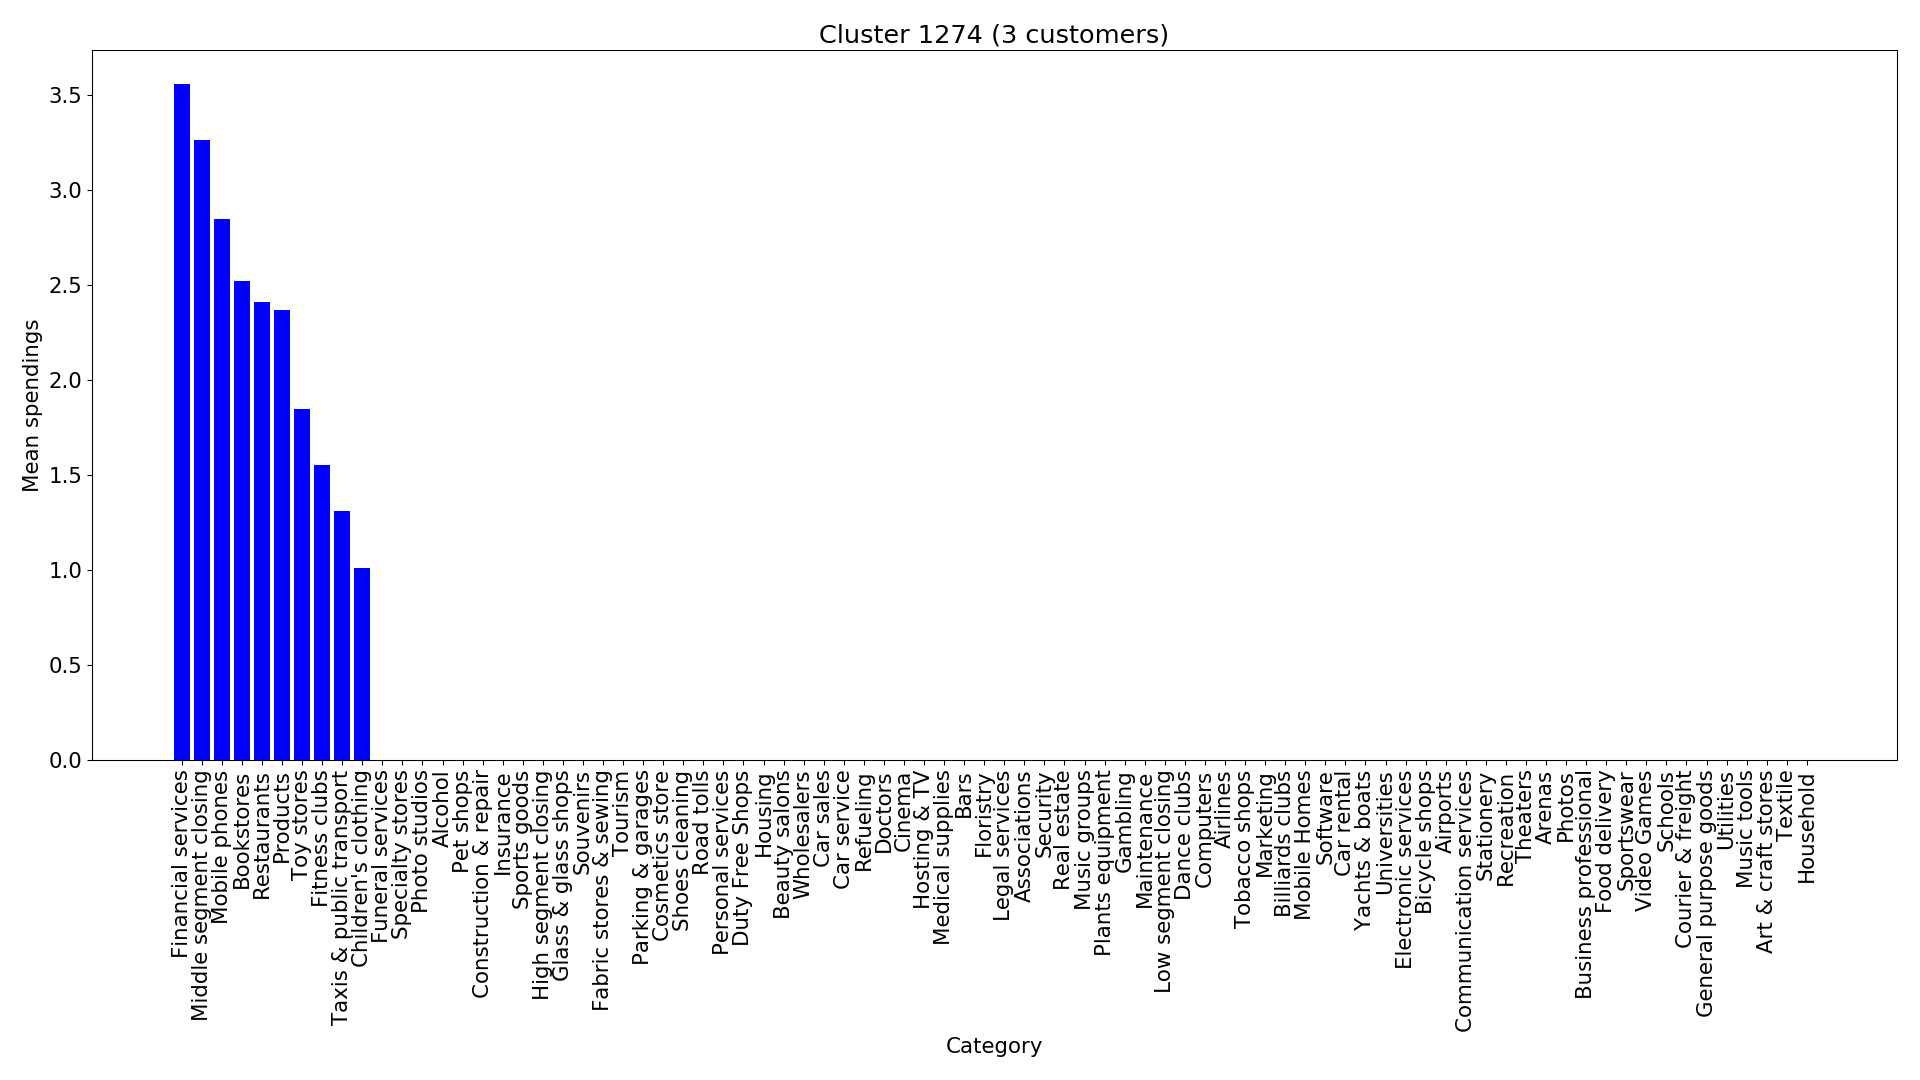 Cluster 1274 (3 customers)
Mean spendings
3.5
3.0
2.5
2.0
1.5
1.0
0.5
0.0
Financial services
Middle segment closing
Mobile phones
Bookstores
Restaurants
Products
Toy stores
Fitness clubs
Taxis & public transport
Children's clothing
Funeral services
Specialty stores
Photo studios
Alcohol
Pet shops
Construction & repair
Insurance
Sports goods
High segment closing
Glass & glass shops
Souvenirs
Fabric stores & sewing
Tourism
Parking & garages
Cosmetics store
Shoes cleaning
Road tolls
Personal services
Duty Free Shops
Housing
Beauty salons
Wholesalers
Car sales
Car service
Refueling
Doctors
Cinema
Hosting & TV
Medical supplies
Bars
Floristry
Legal services
Associations
Security
Real estate
Music groups
Plants equipment
Gambling
Maintenance
Low segment closing
Dance clubs
Computers
Airlines
Tobacco shops
Marketing
Billiards clubs
Mobile Homes
Software
Car rental
Yachts & boats
Universities
Electronic services
Bicycle shops
Airports
Communication services
Stationery
Recreation
Theaters
Arenas
Photos
Business professional
Food delivery
Sportswear
Video Games
Schools
Courier & freight
General purpose goods
Utilities
Music tools
Art & craft stores
Textile
Household
Category